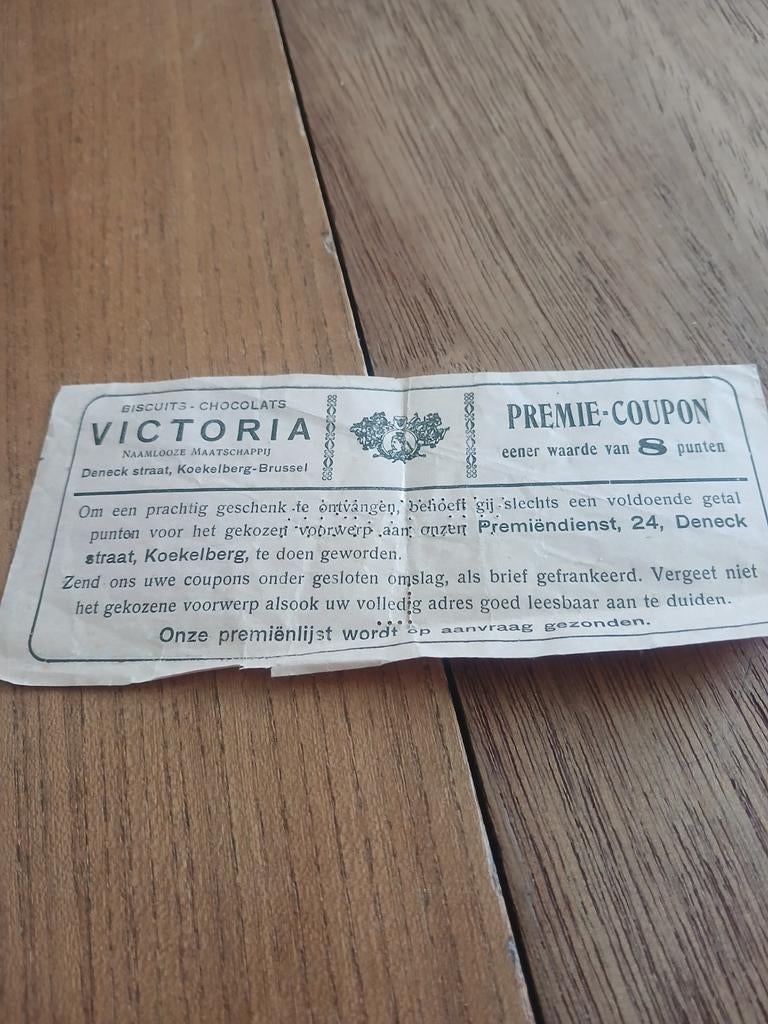 BISCUITS - CHOCOLATS
VICTORIA
NAAMLOOZE MAATSCHAPPIJ
Deneck straat, Koekelberg-Brussel
PREMIE-COUPON
eener waarde van 8 punten
Om een prachtig geschenk te ontvangen, behoeft gij slechts een voldoende getal
punten voor het gekozen voorwerp aan onzen Premiëndienst, 24, Deneck
straat, Koekelberg, te doen geworden.
Zend ons uwe coupons onder gesloten omslag, als brief gefrankeerd. Vergeet niet
het gekozene voorwerp alsook uw volledig adres goed leesbaar aan te duiden.
Onze premiënlijst wordt op aanvraag gezonden.